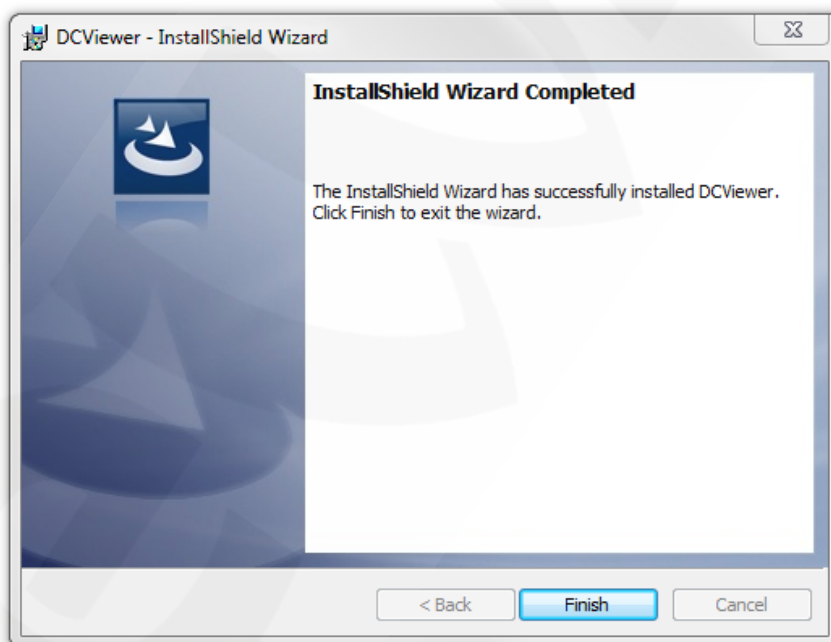 DCViewer - InstallShield Wizard
InstallShield Wizard Completed
The InstallShield Wizard has successfully installed DCViewer.
Click Finish to exit the wizard.
< Back
Finish
Cancel